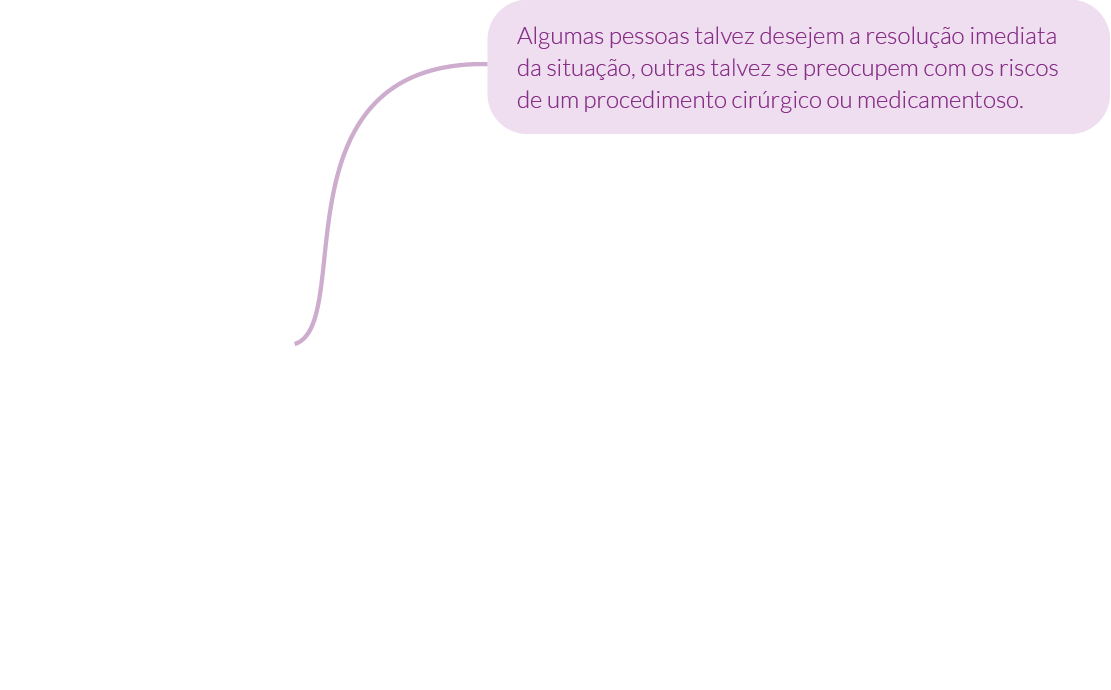 Algumas pessoas talvez desejem a resolução imediata
da situação, outras talvez se preocupem com os riscos
de um procedimento cirúrgico ou medicamentoso.